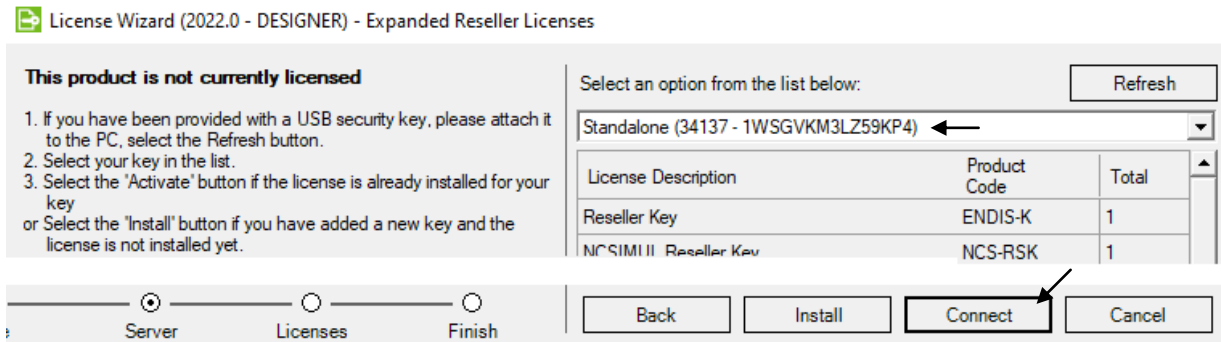 License Wizard (2022.0 - DESIGNER) - Expanded Reseller Licenses
This product is not currently licensed
1. If you have been provided with a USB security key, please attach it
to the PC, select the Refresh button.
2. Select your key in the list.
3. Select the 'Activate' button if the license is already installed for your
key
or Select the 'Install' button if you have added a new key and the
license is not installed yet.
Select an option from the list below:
Refresh
Standalone (34137 - 1WSGVKM3LZ59KP4)
License Description Product Code Total
Reseller Key ENDIS-K 1
NCSIMUL Reseller Key NCS-RSK 1
Server Licenses Finish
Back Install Connect Cancel